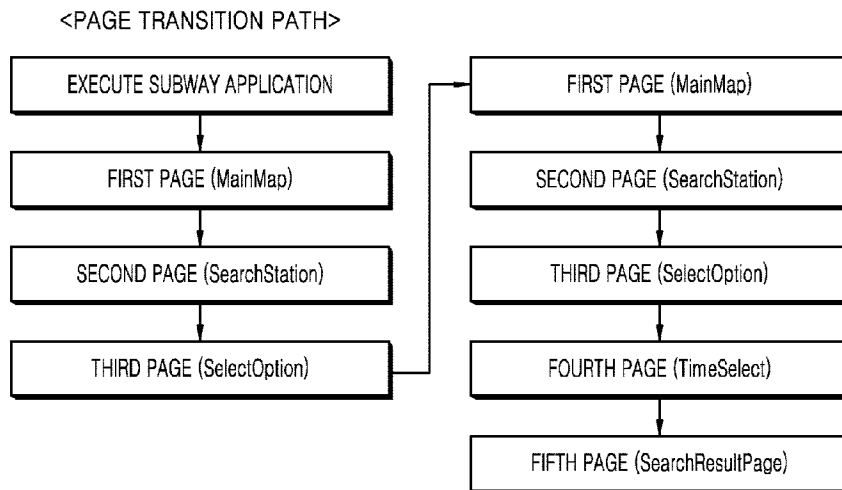 <PAGE TRANSITION PATH>
EXECUTE SUBWAY APPLICATION
FIRST PAGE (MainMap)
SECOND PAGE (SearchStation)
THIRD PAGE (SelectOption)
FIRST PAGE (MainMap)
SECOND PAGE (SearchStation)
THIRD PAGE (SelectOption)
FOURTH PAGE (TimeSelect)
FIFTH PAGE (SearchResultPage)